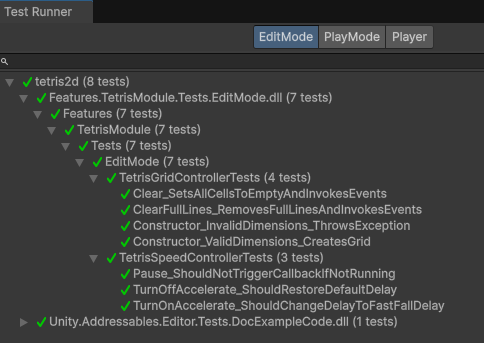 Test Runner
EditMode PlayMode Player
tetris2d (8 tests)
Features.TetrisModule.Tests.EditMode.dll (7 tests)
Features (7 tests)
TetrisModule (7 tests)
Tests (7 tests)
EditMode (7 tests)
TetrisGridControllerTests (4 tests)
Clear_SetsAllCellsToEmptyAndInvokesEvents
ClearFullLines_RemovesFullLinesAndInvokesEvents
Constructor_InvalidDimensions_ThrowsException
Constructor_ValidDimensions_CreatesGrid
TetrisSpeedControllerTests (3 tests)
Pause_ShouldNotTriggerCallbackIfNotRunning
TurnOffAccelerate_ShouldRestoreDefaultDelay
TurnOnAccelerate_ShouldChangeDelayToFastFallDelay
Unity.Addressables.Editor.Tests.DocExampleCode.dll (1 tests)